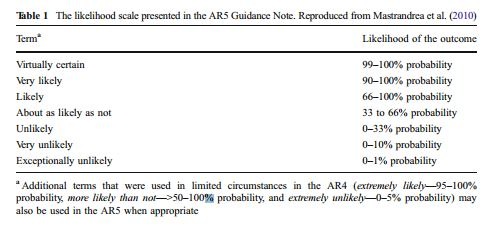 Table 1 The likelihood scale presented in the AR5 Guidance Note. Reproduced from Mastrandrea et al. (2010)
Termᵃ Likelihood of the outcome
Virtually certain 99–100% probability
Very likely 90–100% probability
Likely 66–100% probability
About as likely as not 33 to 66% probability
Unlikely 0–33% probability
Very unlikely 0–10% probability
Exceptionally unlikely 0–1% probability
ᵃ Additional terms that were used in limited circumstances in the AR4 (extremely likely—95–100%
probability, more likely than not—>50–100% probability, and extremely unlikely—0–5% probability) may
also be used in the AR5 when appropriate